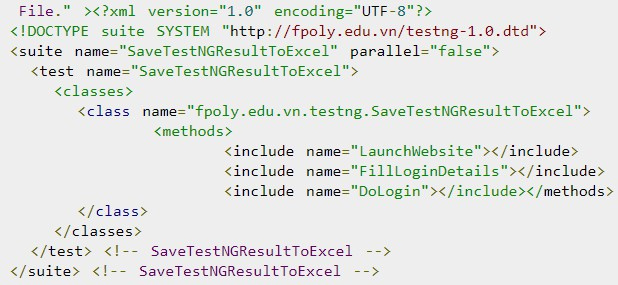 File." ><?xml version="1.0" encoding="UTF-8"?>
<!DOCTYPE suite SYSTEM "http://fpoly.edu.vn/testng-1.0.dtd">
<suite name="SaveTestNGResultToExcel" parallel="false">
<test name="SaveTestNGResultToExcel">
<classes>
<class name="fpoly.edu.vn.testng.SaveTestNGResultToExcel">
<methods>
<include name="LaunchWebsite"></include>
<include name="FillLoginDetails"></include>
<include name="DoLogin"></include></methods>
</class>
</classes>
</test> <!-- SaveTestNGResultToExcel -->
</suite> <!-- SaveTestNGResultToExcel -->